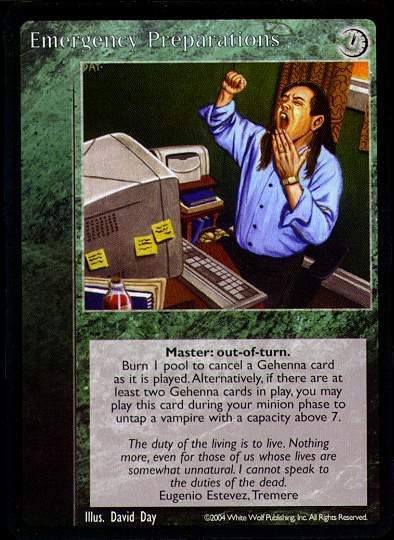 Emergency Preparations
DAY
Master: out-of-turn.
Burn 1 pool to cancel a Gehenna card
as it is played. Alternatively, if there are at
least two Gehenna cards in play, you may
play this card during your minion phase to
untap a vampire with a capacity above 7.
The duty of the living is to live. Nothing
more, even for those of us whose lives are
somewhat unnatural. I cannot speak to
the duties of the dead.
Eugenio Estevez, Tremere
Illus. David Day
©2004 White Wolf Publishing, Inc. All Rights Reserved.